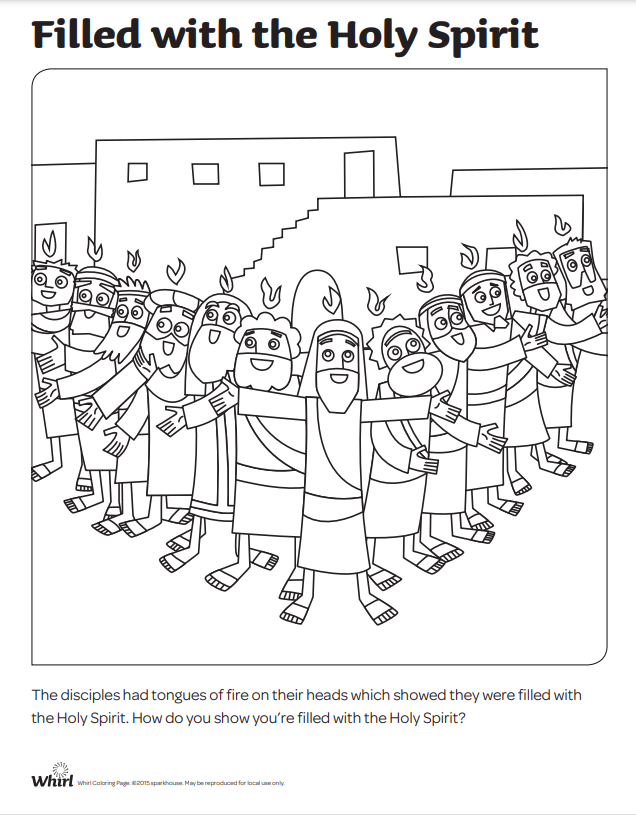 Filled with the Holy Spirit
The disciples had tongues of fire on their heads which showed they were filled with
the Holy Spirit. How do you show you’re filled with the Holy Spirit?
Whirl Whirl Coloring Page. ©2015 sparkhouse. May be reproduced for local use only.